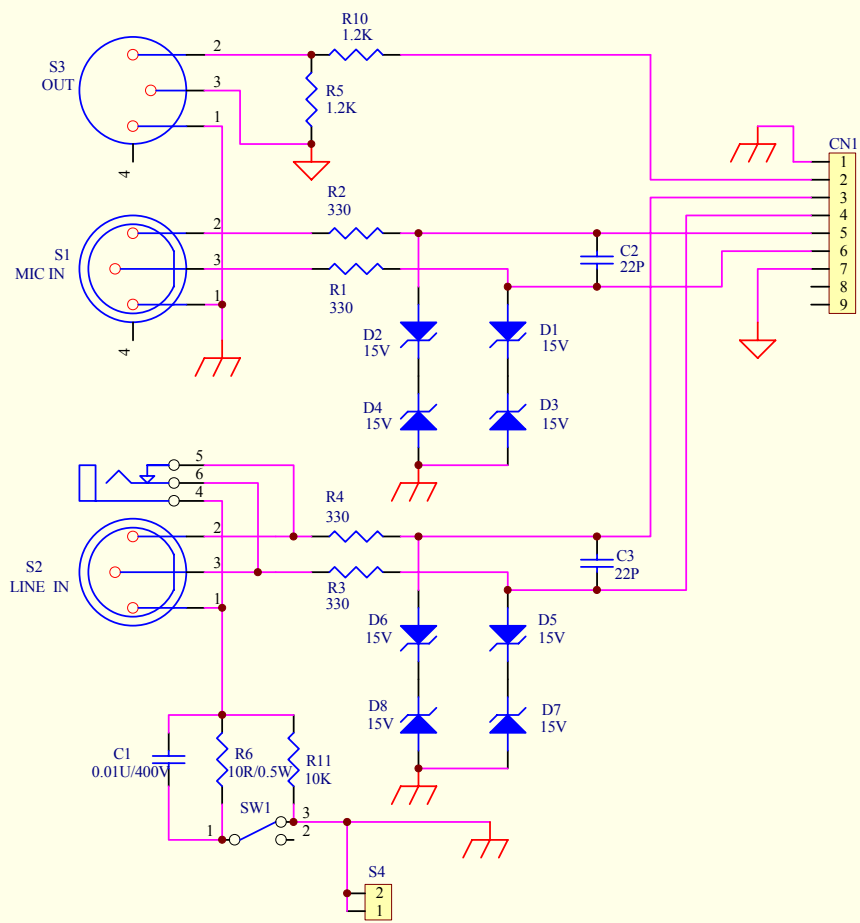 R10
1.2K
2
S3
OUT
3
R5
1.2K
1
4
CN1
1
2
3
4
5
6
7
8
9
R2
330
2
S1
MIC IN
3
R1
330
1
4
C2
22P
D2
15V
D1
15V
D4
15V
D3
15V
5
6
4
R4
330
2
S2
LINE IN
3
R3
330
1
C3
22P
D6
15V
D5
15V
D8
15V
D7
15V
C1
0.01U/400V
R6
10R/0.5W
R11
10K
SW1
1
3
2
S4
2
1